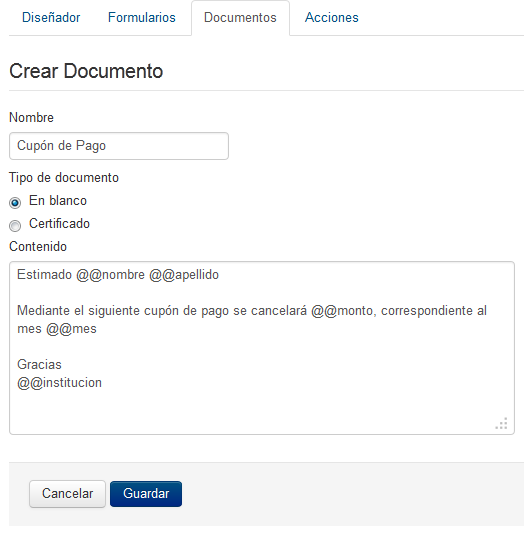 Diseñador Formularios Documentos Acciones
Crear Documento
Nombre
Cupón de Pago
Tipo de documento
En blanco
Certificado
Contenido
Estimado @@nombre @@apellido
Mediante el siguiente cupón de pago se cancelará @@monto, correspondiente al
mes @@mes
Gracias
@@institucion
Cancelar Guardar